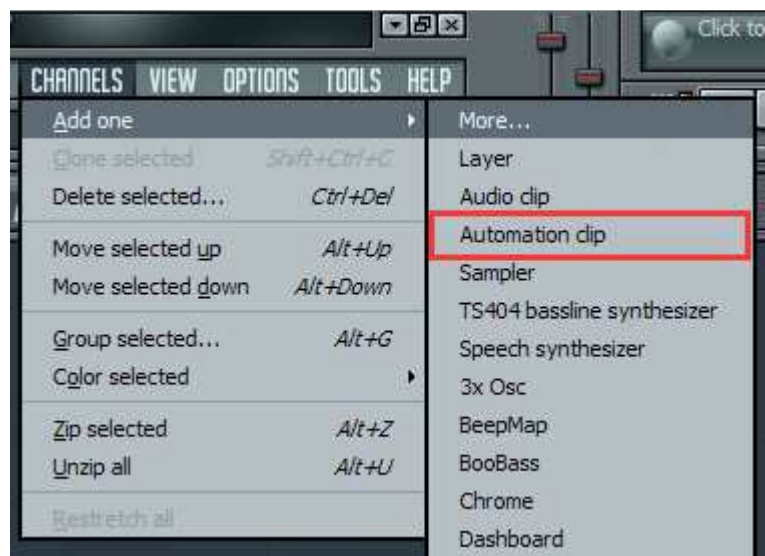 Click to
CHANNELS VIEW OPTIONS TOOLS HELP
Add one
Clone selected Shift+Ctrl+C
Delete selected... Ctrl+Del
Move selected up Alt+Up
Move selected down Alt+Down
Group selected... Alt+G
Color selected
Zip selected Alt+Z
Unzip all Alt+U
Restretch all
More...
Layer
Audio clip
Automation clip
Sampler
TS404 bassline synthesizer
Speech synthesizer
3x Osc
BeepMap
BooBass
Chrome
Dashboard